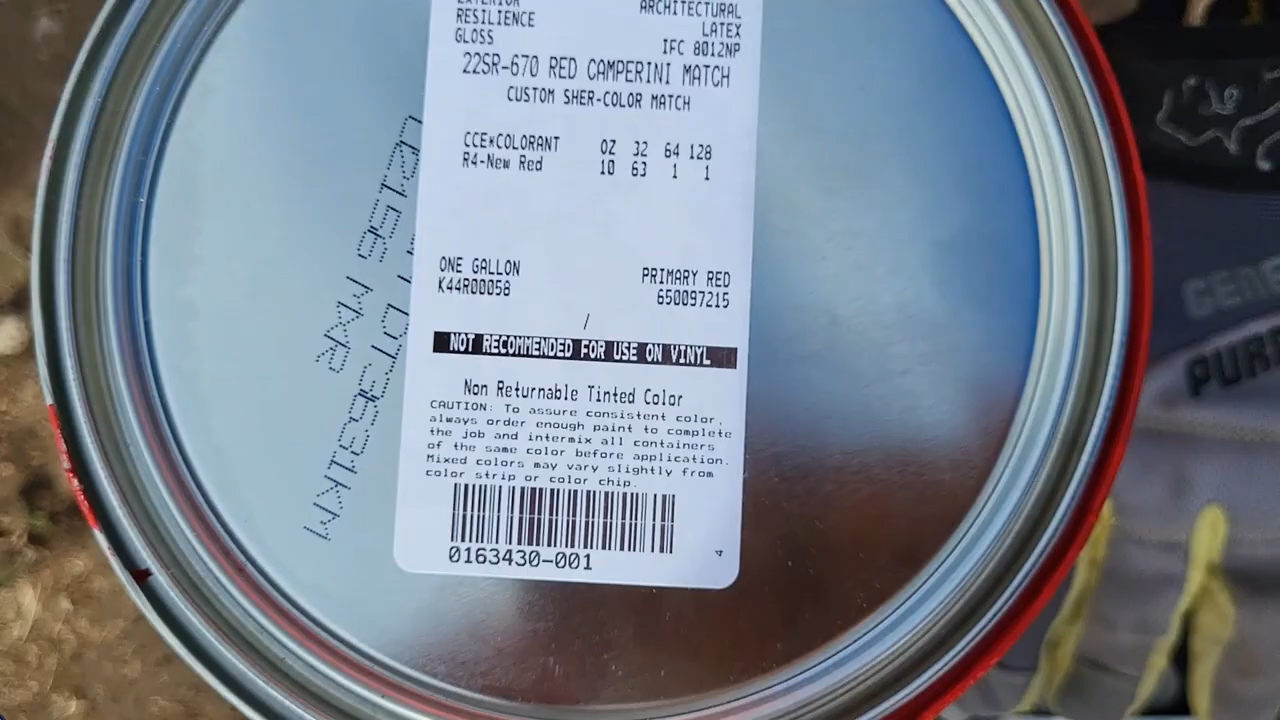 EXTERIOR ARCHITECTURAL
RESILIENCE LATEX
GLOSS IFC 8012NP
22SR-670 RED CAMPERINI MATCH
CUSTOM SHER-COLOR MATCH
CCE*COLORANT OZ 32 64 128
R4-New Red 10 63 1 1
ONE GALLON PRIMARY RED
K44R00058 650097215
/
NOT RECOMMENDED FOR USE ON VINYL
Non Returnable Tinted Color
CAUTION: To assure consistent color,
always order enough paint to complete
the job and intermix all containers
of the same color before application.
Mixed colors may vary slightly from
color strip or color chip.
0163430-001
4